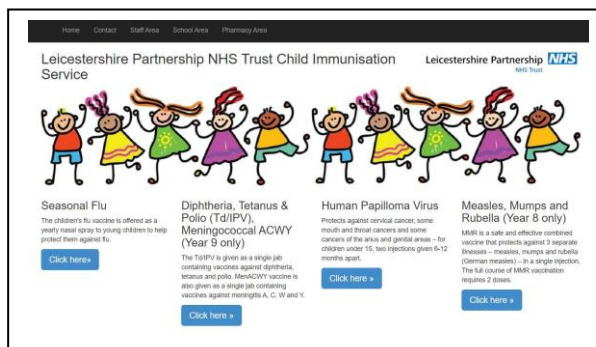 Home Contact Staff Area School Area Pharmacy Area
Leicestershire Partnership NHS Trust Child Immunisation
Service
Leicestershire Partnership NHS
NHS Trust
Seasonal Flu
The children's flu vaccine is offered as a
yearly nasal spray to young children to help
protect them against flu.
Click here»
Diphtheria, Tetanus &
Polio (Td/IPV),
Meningococcal ACWY
(Year 9 only)
The Td/IPV is given as a single jab
containing vaccines against diphtheria,
tetanus and polio. MenACWY vaccine is
also given as a single jab containing
vaccines against meningitis A, C, W and Y.
Click here »
Human Papilloma Virus
Protects against cervical cancer, some
mouth and throat cancers and some
cancers of the anus and genital areas – for
children under 15, two injections given 6-12
months apart.
Click here »
Measles, Mumps and
Rubella (Year 8 only)
MMR is a safe and effective combined
vaccine that protects against 3 separate
illnesses – measles, mumps and rubella
(German measles) – in a single injection.
The full course of MMR vaccination
requires 2 doses.
Click here »